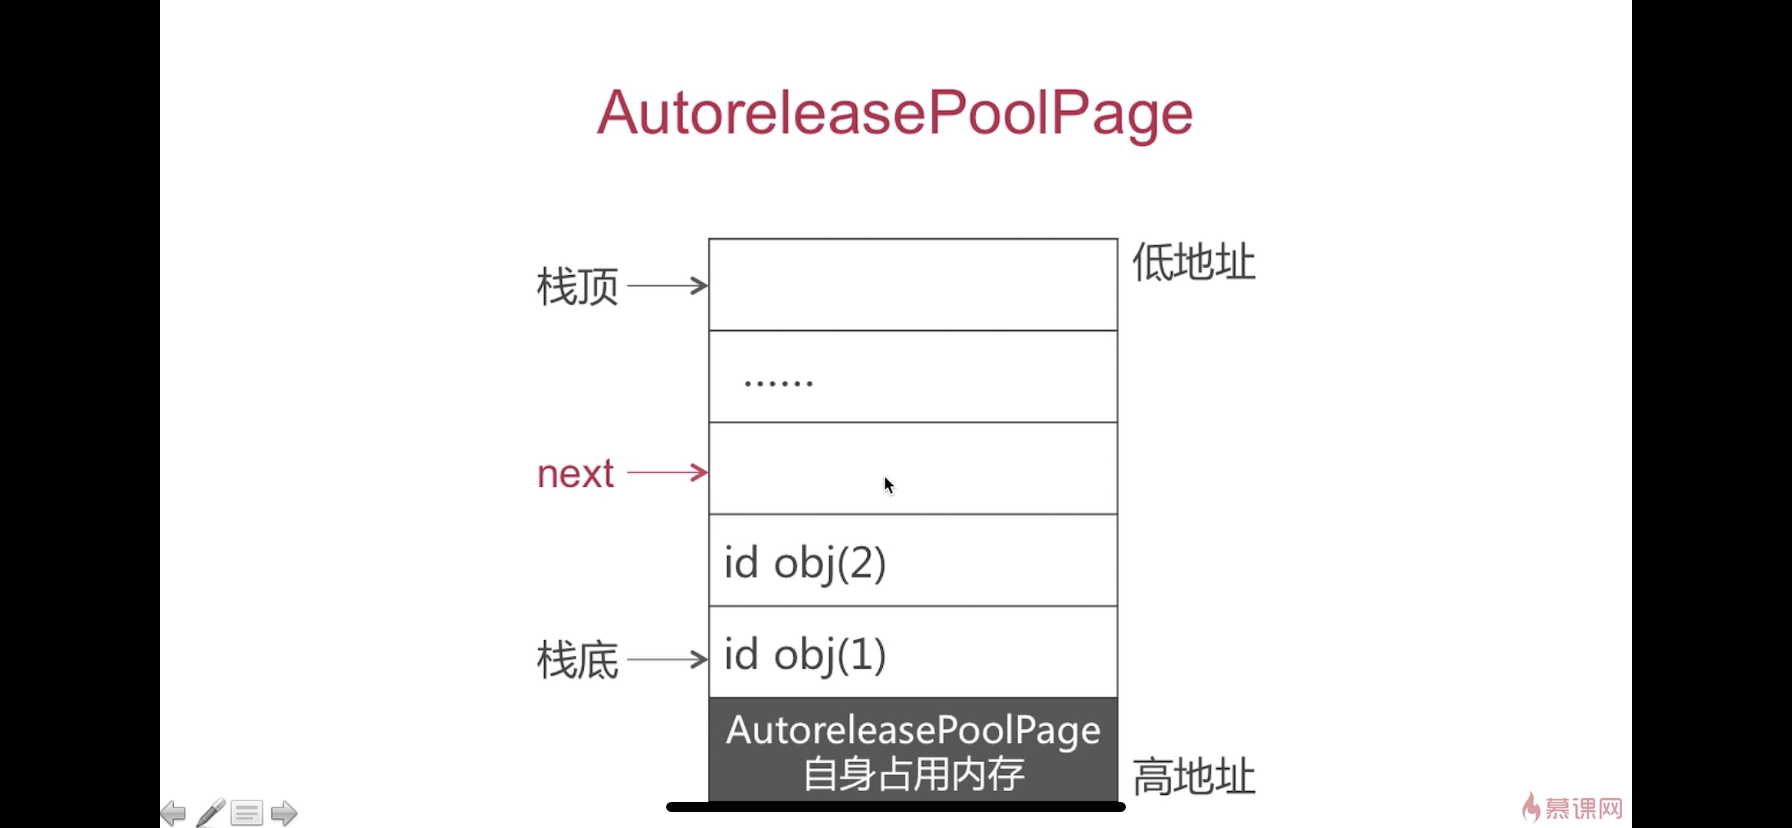 AutoreleasePoolPage
栈顶
低地址
......
next
id obj(2)
栈底
id obj(1)
AutoreleasePoolPage
自身占用内存
高地址
慕课网